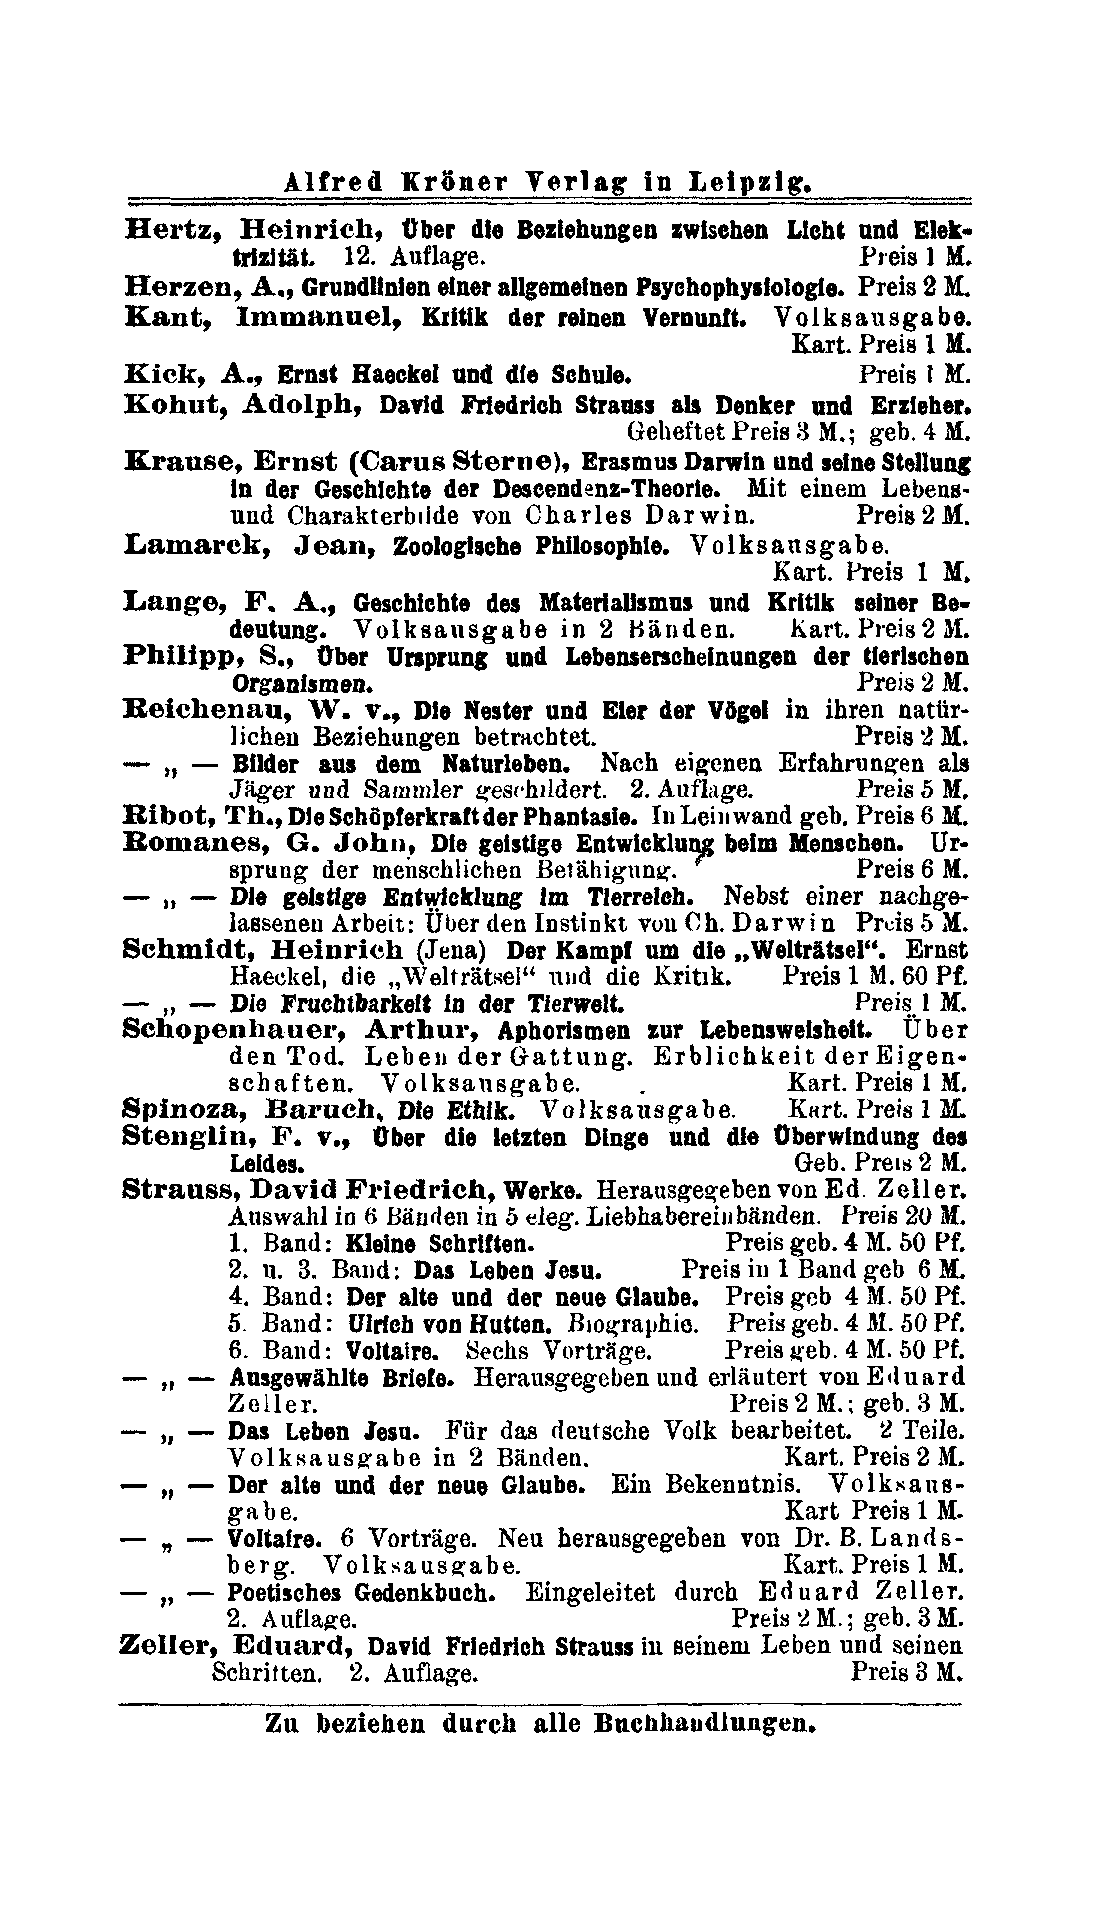 Alfred Kröner Verlag in Leipzig.
Hertz, Heinrich, Über die Beziehungen zwischen Licht und Elek-
trizität. 12. Auflage. Preis 1 M.
Herzen, A., Grundlinien einer allgemeinen Psychophysiologie. Preis 2 M.
Kant, Immanuel, Kritik der reinen Vernunft. Volksausgabe.
Kart. Preis 1 M.
Kick, A., Ernst Haeckel und die Schule. Preis 1 M.
Kohut, Adolph, David Friedrich Strauss als Denker und Erzieher.
Geheftet Preis 3 M.; geb. 4 M.
Krause, Ernst (Carus Sterne), Erasmus Darwin und seine Stellung
in der Geschichte der Descendenz-Theorie. Mit einem Lebens-
und Charakterbilde von Charles Darwin. Preis 2 M.
Lamarck, Jean, Zoologische Philosophie. Volksausgabe.
Kart. Preis 1 M.
Lange, F. A., Geschichte des Materialismus und Kritik seiner Be-
deutung. Volksausgabe in 2 Bänden. Kart. Preis 2 M.
Philipp, S., Über Ursprung und Lebenserscheinungen der tierischen
Organismen. Preis 2 M.
Reichenau, W. v., Die Nester und Eier der Vögel in ihren natür-
lichen Beziehungen betrachtet. Preis 2 M.
— „ — Bilder aus dem Naturleben. Nach eigenen Erfahrungen als
Jäger und Sammler geschildert. 2. Auflage. Preis 5 M.
Ribot, Th., Die Schöpferkraft der Phantasie. In Leinwand geb. Preis 6 M.
Romanes, G. John, Die geistige Entwicklung beim Menschen. Ur-
sprung der menschlichen Betähigung. Preis 6 M.
— „ — Die geistige Entwicklung im Tierreich. Nebst einer nachge-
lassenen Arbeit: Über den Instinkt von Ch. Darwin Preis 5 M.
Schmidt, Heinrich (Jena) Der Kampf um die „Welträtsel“. Ernst
Haeckel, die „Welträtsel“ und die Kritik. Preis 1 M. 60 Pf.
— „ — Die Fruchtbarkeit in der Tierwelt. Preis 1 M.
Schopenhauer, Arthur, Aphorismen zur Lebensweisheit. Über
den Tod. Leben der Gattung. Erblichkeit der Eigen-
schaften. Volksausgabe. Kart. Preis 1 M.
Spinoza, Baruch, Die Ethik. Volksausgabe. Kart. Preis 1 M.
Stenglin, F. v., Über die letzten Dinge und die Überwindung des
Leides. Geb. Preis 2 M.
Strauss, David Friedrich, Werke. Herausgegeben von Ed. Zeller.
Auswahl in 6 Bänden in 5 eleg. Liebhabereinbänden. Preis 20 M.
1. Band: Kleine Schriften. Preis geb. 4 M. 50 Pf.
2. u. 3. Band: Das Leben Jesu. Preis in 1 Band geb 6 M.
4. Band: Der alte und der neue Glaube. Preis geb 4 M. 50 Pf.
5. Band: Ulrich von Hutten. Biographie. Preis geb. 4 M. 50 Pf.
6. Band: Voltaire. Sechs Vorträge. Preis geb. 4 M. 50 Pf.
— „ — Ausgewählte Briefe. Herausgegeben und erläutert von Eduard
Zeller. Preis 2 M.; geb. 3 M.
— „ — Das Leben Jesu. Für das deutsche Volk bearbeitet. 2 Teile.
Volksausgabe in 2 Bänden. Kart. Preis 2 M.
— „ — Der alte und der neue Glaube. Ein Bekenntnis. Volksaus-
gabe. Kart Preis 1 M.
— „ — Voltaire. 6 Vorträge. Neu herausgegeben von Dr. B. Lands-
berg. Volksausgabe. Kart. Preis 1 M.
— „ — Poetisches Gedenkbuch. Eingeleitet durch Eduard Zeller.
2. Auflage. Preis 2 M.; geb. 3 M.
Zeller, Eduard, David Friedrich Strauss in seinem Leben und seinen
Schriften. 2. Auflage. Preis 3 M.
Zu beziehen durch alle Buchhandlungen.